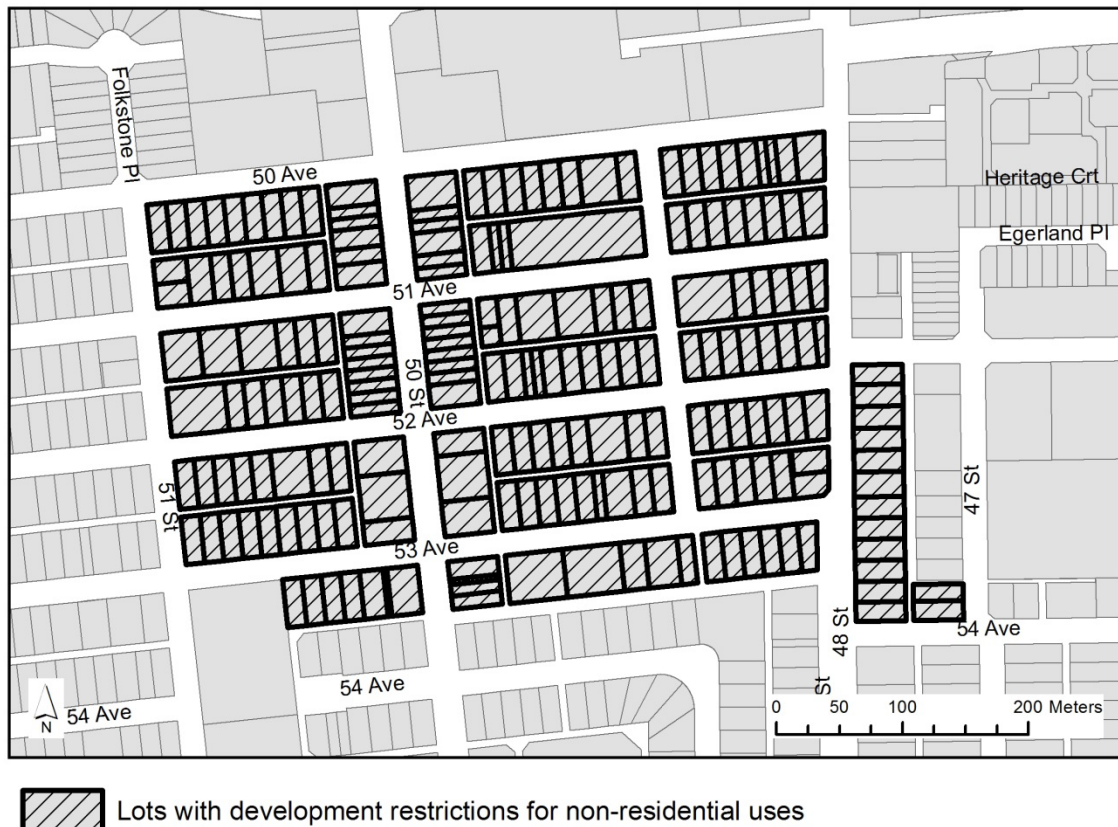 Folkstone Pl
50 Ave
Heritage Crt
Egerland Pl
51 Ave
50 St
52 Ave
51 St
47 St
53 Ave
48 St
54 Ave
St
54 Ave
54 Ave
N
0 50 100 200 Meters
Lots with development restrictions for non-residential uses